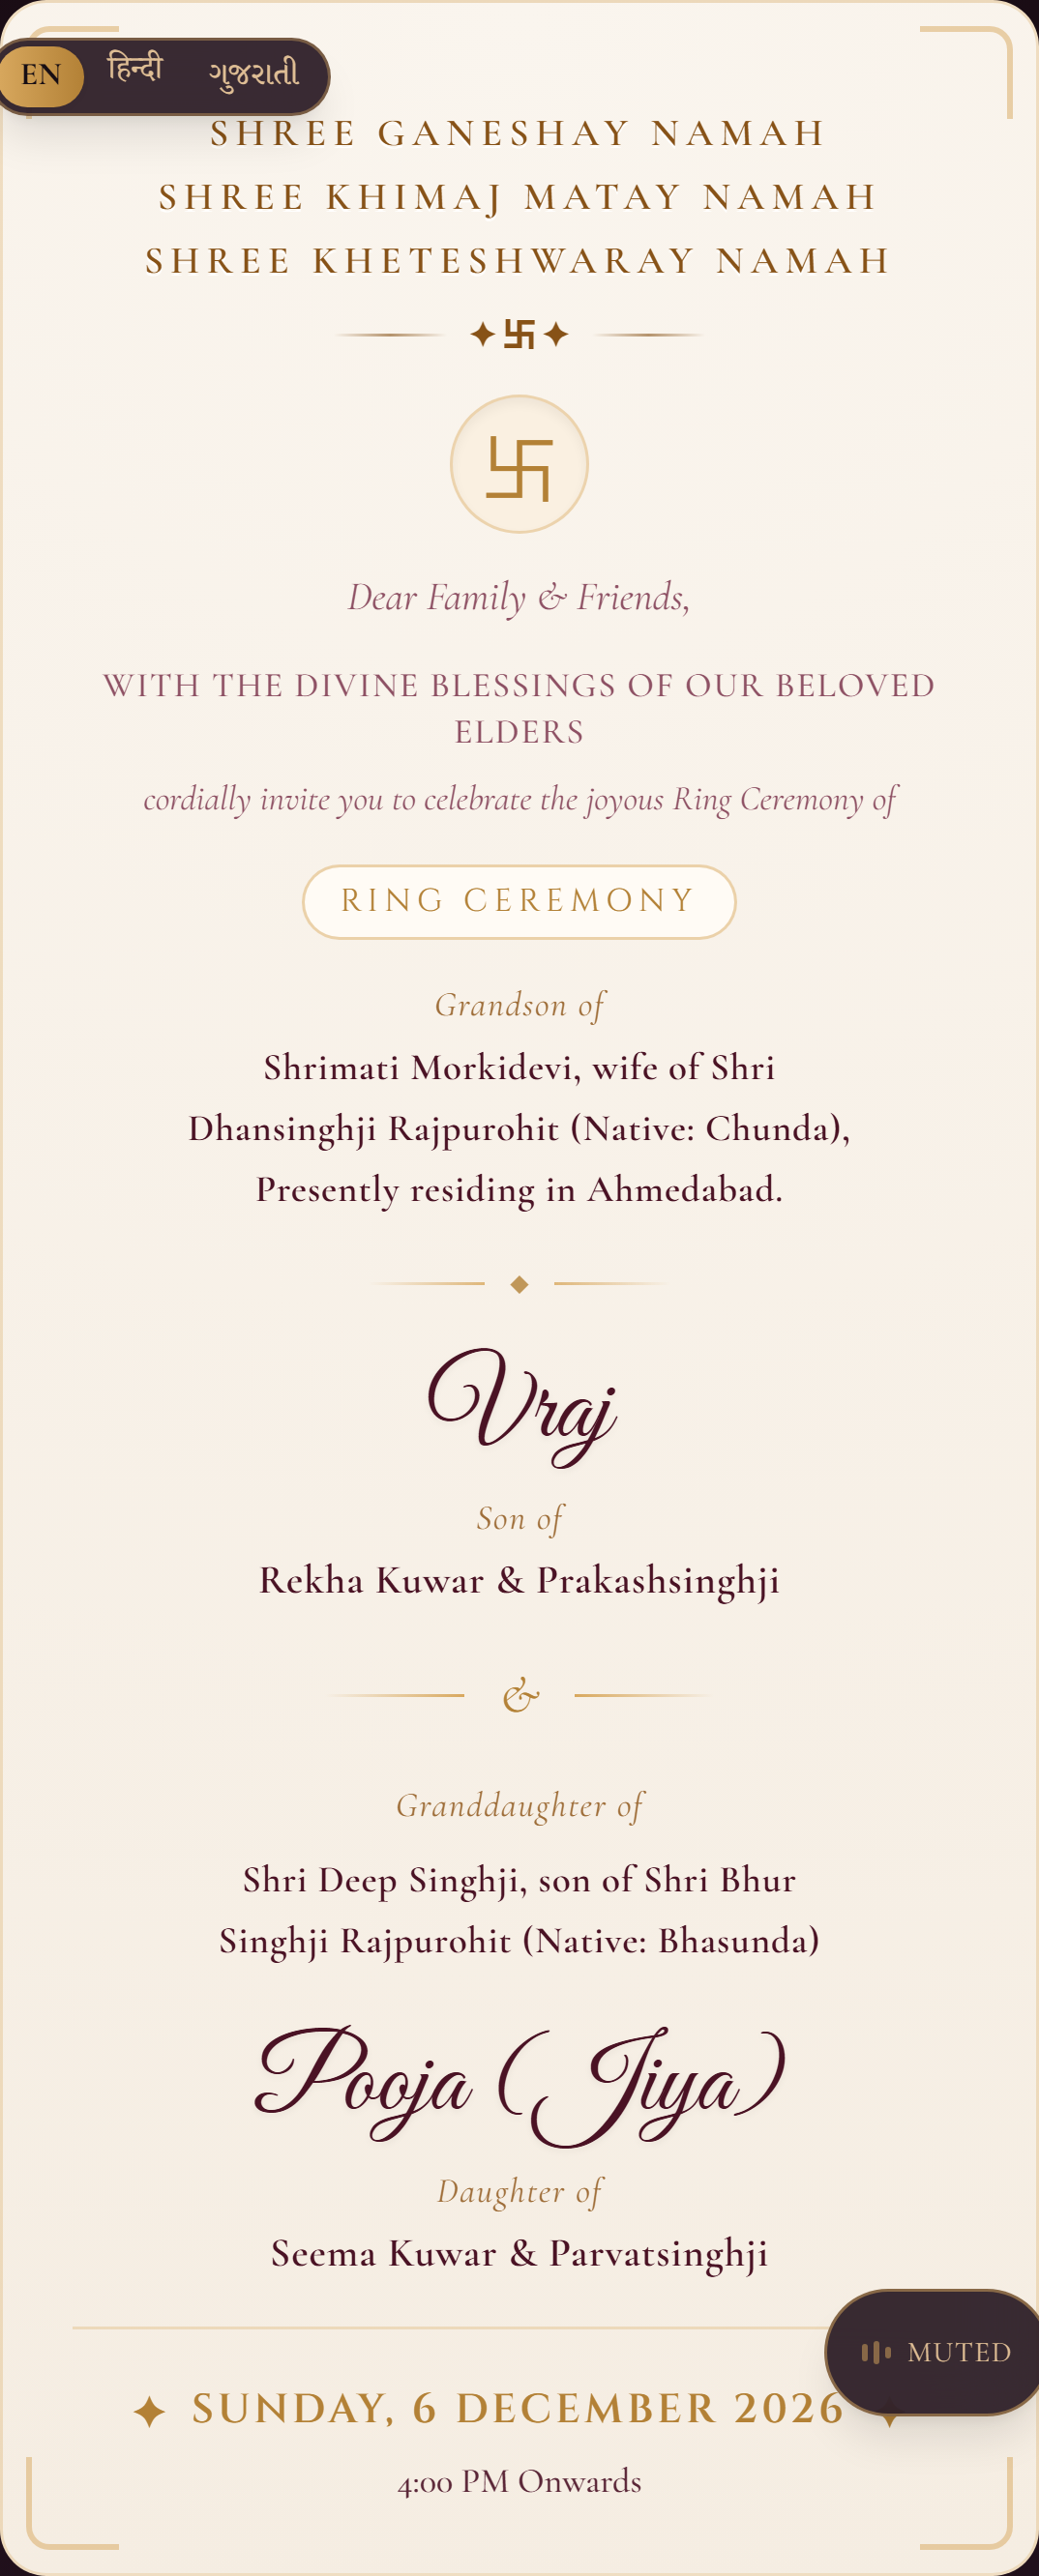 EN हिन्दी ગુજરાતી
SHREE GANESHAY NAMAH
SHREE KHIMAJ MATAY NAMAH
SHREE KHETESHWARAY NAMAH
✦卐✦
卐
Dear Family & Friends,
WITH THE DIVINE BLESSINGS OF OUR BELOVED
ELDERS
cordially invite you to celebrate the joyous Ring Ceremony of
RING CEREMONY
Grandson of
Shrimati Morkidevi, wife of Shri
Dhansinghji Rajpurohit (Native: Chunda),
Presently residing in Ahmedabad.
Vraj
Son of
Rekha Kuwar & Prakashsinghji
&
Granddaughter of
Shri Deep Singhji, son of Shri Bhur
Singhji Rajpurohit (Native: Bhasunda)
Pooja (Jiya)
Daughter of
Seema Kuwar & Parvatsinghji
MUTED
✦ SUNDAY, 6 DECEMBER 2026 ✦
4:00 PM Onwards